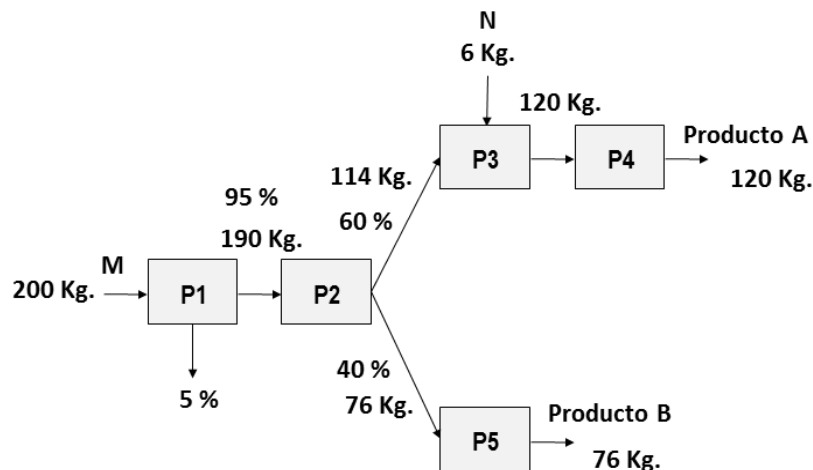 N
6 Kg.
120 Kg.
P3
P4
Producto A
120 Kg.
114 Kg.
60 %
95 %
190 Kg.
M
200 Kg.
P1
P2
5 %
40 %
76 Kg.
P5
Producto B
76 Kg.